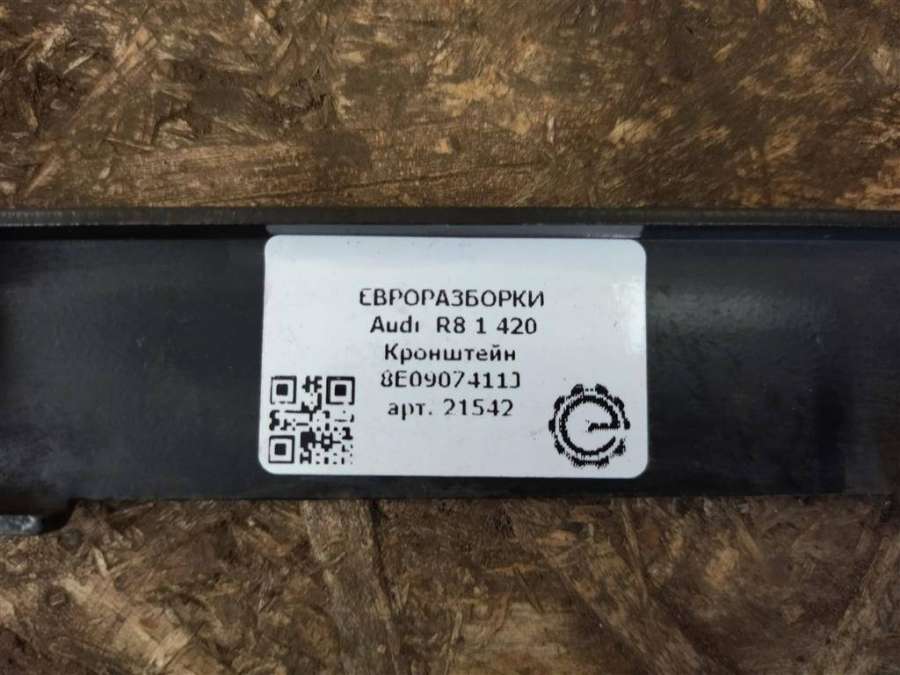 ЕВРОРАЗБОРКИ
Audi R8 1 420
Кронштейн
8E0907411J
арт. 21542